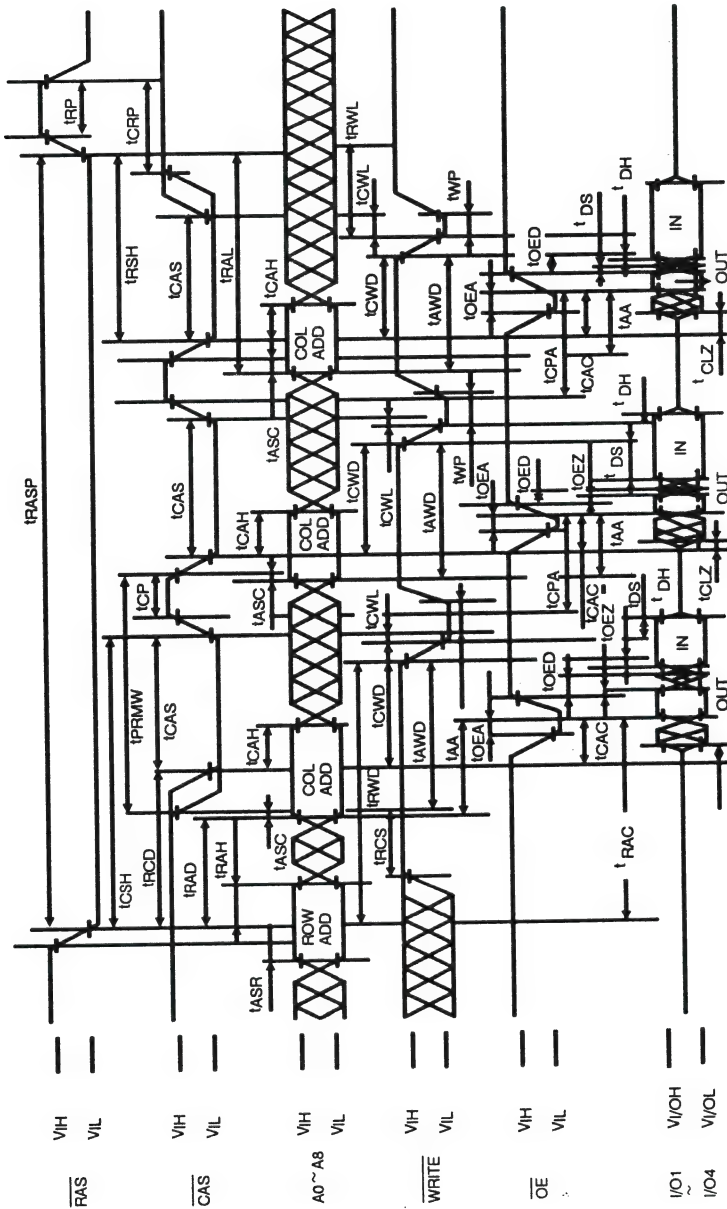 RAS
VIH
VIL
tRASP
tRP
tCSH
tRSH
tCRP
tPRMW
CAS
VIH
VIL
tRCD
tCAS
tCP
tCAS
tCAS
tRAD
tRAH
tCAH
tCAH
tRAL
tCAH
tASR
tASC
tASC
tASC
A0~A8
VIH
VIL
ROW ADD
COL ADD
COL ADD
COL ADD
tRWD
tCWD
tCWL
tCWD
tCWD
tCWL
tRWL
tRCS
tCWL
WRITE
VIH
VIL
tAWD
tAWD
tWP
tAWD
tWP
tAA
tOEA
tOEA
tOEA
OE
VIH
VIL
tOED
tOED
tOED
tCAC
tOEZ
tCPA
tCAC
tAA
tOEZ
tCPA
tCAC
tAA
tRAC
tDS
tDH
tDS
tDH
tDS
tDH
I/O1
~
I/O4
VI/OH
VI/OL
IN
IN
IN
OUT
tCLZ
OUT
tCLZ
OUT